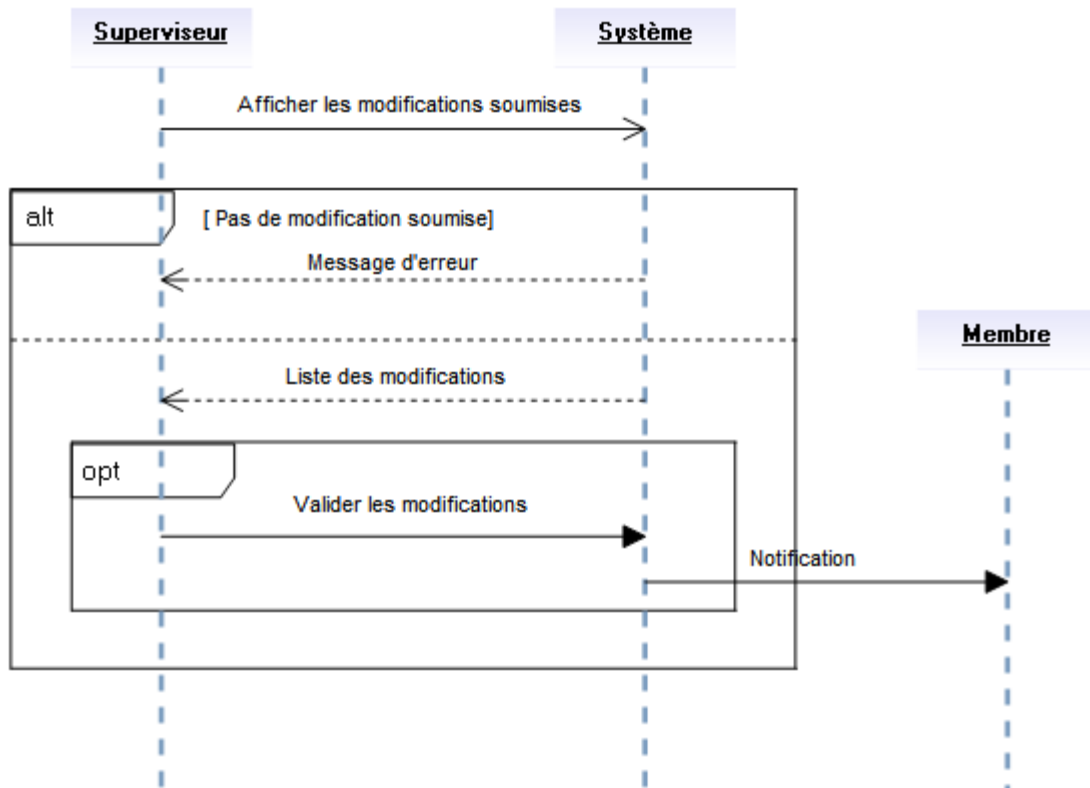 Superviseur
Système
Afficher les modifications soumises
alt
[ Pas de modification soumise]
Message d'erreur
Membre
Liste des modifications
opt
Valider les modifications
Notification